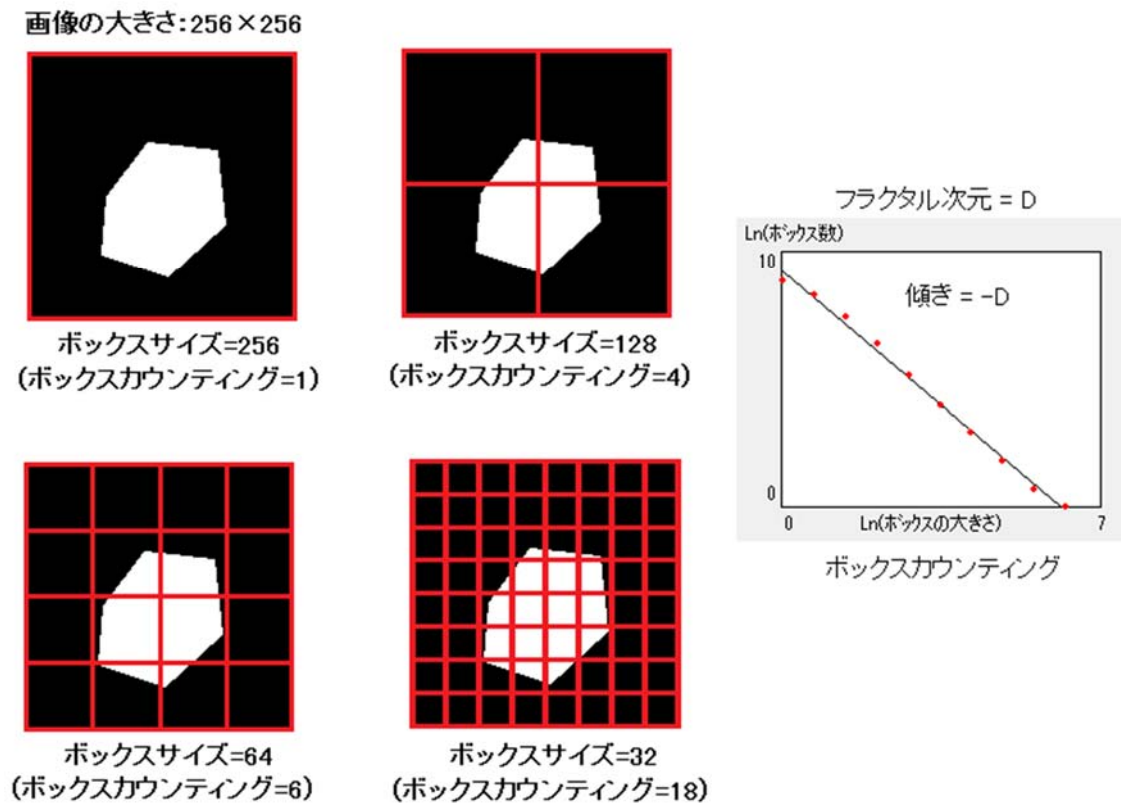 画像の大きさ:256×256
ボックスサイズ=256
(ボックスカウンティング=1)
ボックスサイズ=128
(ボックスカウンティング=4)
ボックスサイズ=64
(ボックスカウンティング=6)
ボックスサイズ=32
(ボックスカウンティング=18)
フラクタル次元 = D
Ln(ボックス数)
10
傾き = -D
0
0
Ln(ボックスの大きさ)
7
ボックスカウンティング